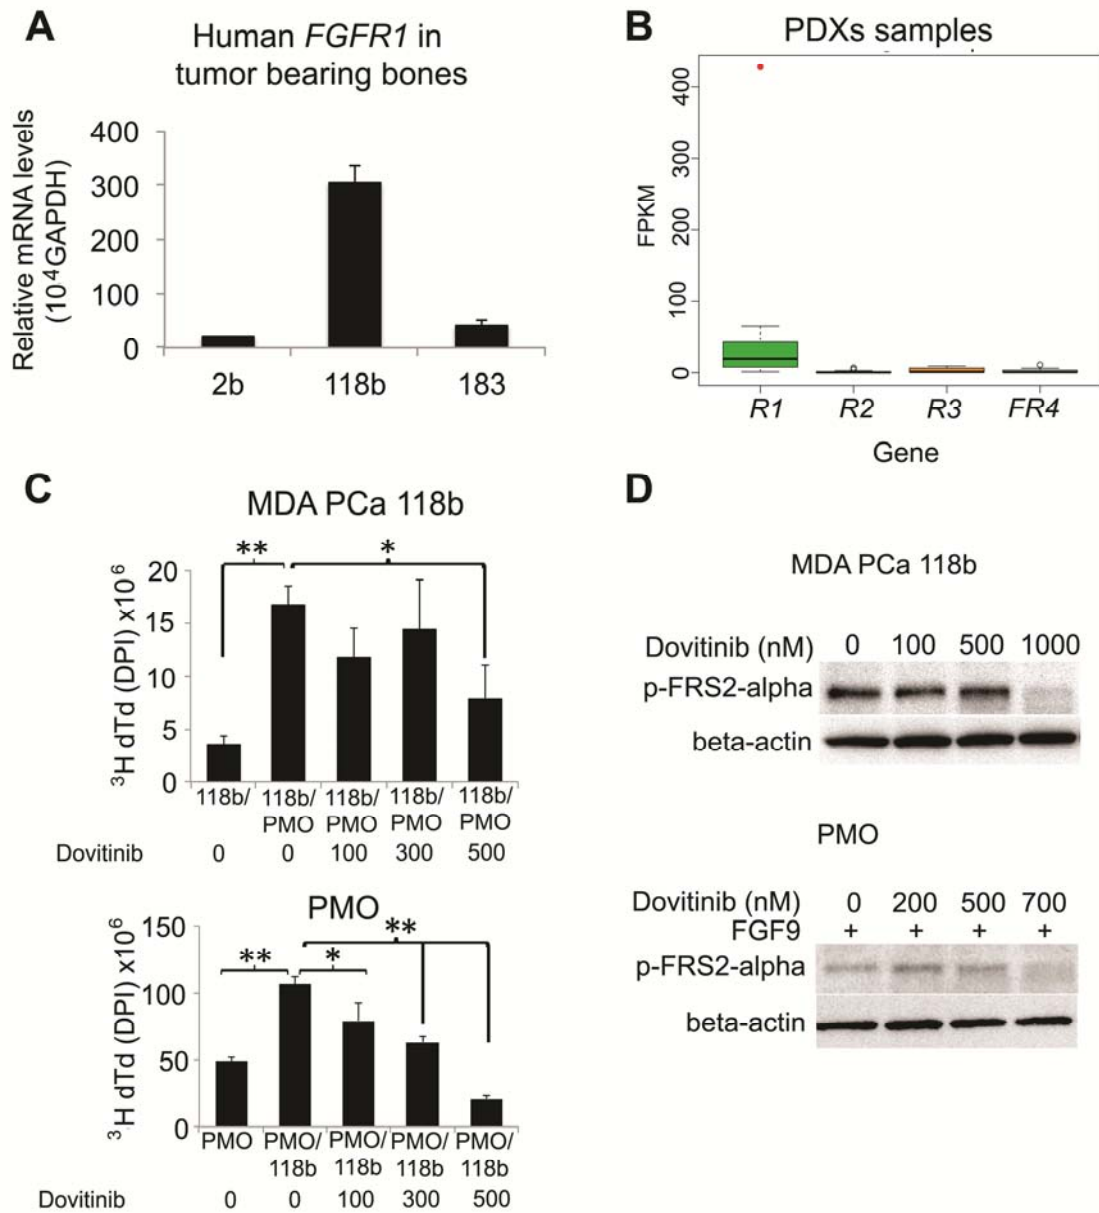 A
Human FGFR1 in
tumor bearing bones
Relative mRNA levels
(10⁴GAPDH)
400
300
200
100
0
2b 118b 183
B
PDXs samples
FPKM
400
300
200
100
0
R1 R2 R3 FR4
Gene
C
MDA PCa 118b
** *
³H dTd (DPI) x10⁶
20
15
10
5
0
118b/ 118b/ 118b/ 118b/ 118b/
PMO PMO PMO PMO
Dovitinib 0 0 100 300 500
PMO
**
** *
³H dTd (DPI) x10⁶
150
100
50
0
PMO PMO/ PMO/ PMO/ PMO/
118b 118b 118b 118b
Dovitinib 0 0 100 300 500
D
MDA PCa 118b
Dovitinib (nM) 0 100 500 1000
p-FRS2-alpha
beta-actin
PMO
Dovitinib (nM) 0 200 500 700
FGF9 + + + +
p-FRS2-alpha
beta-actin